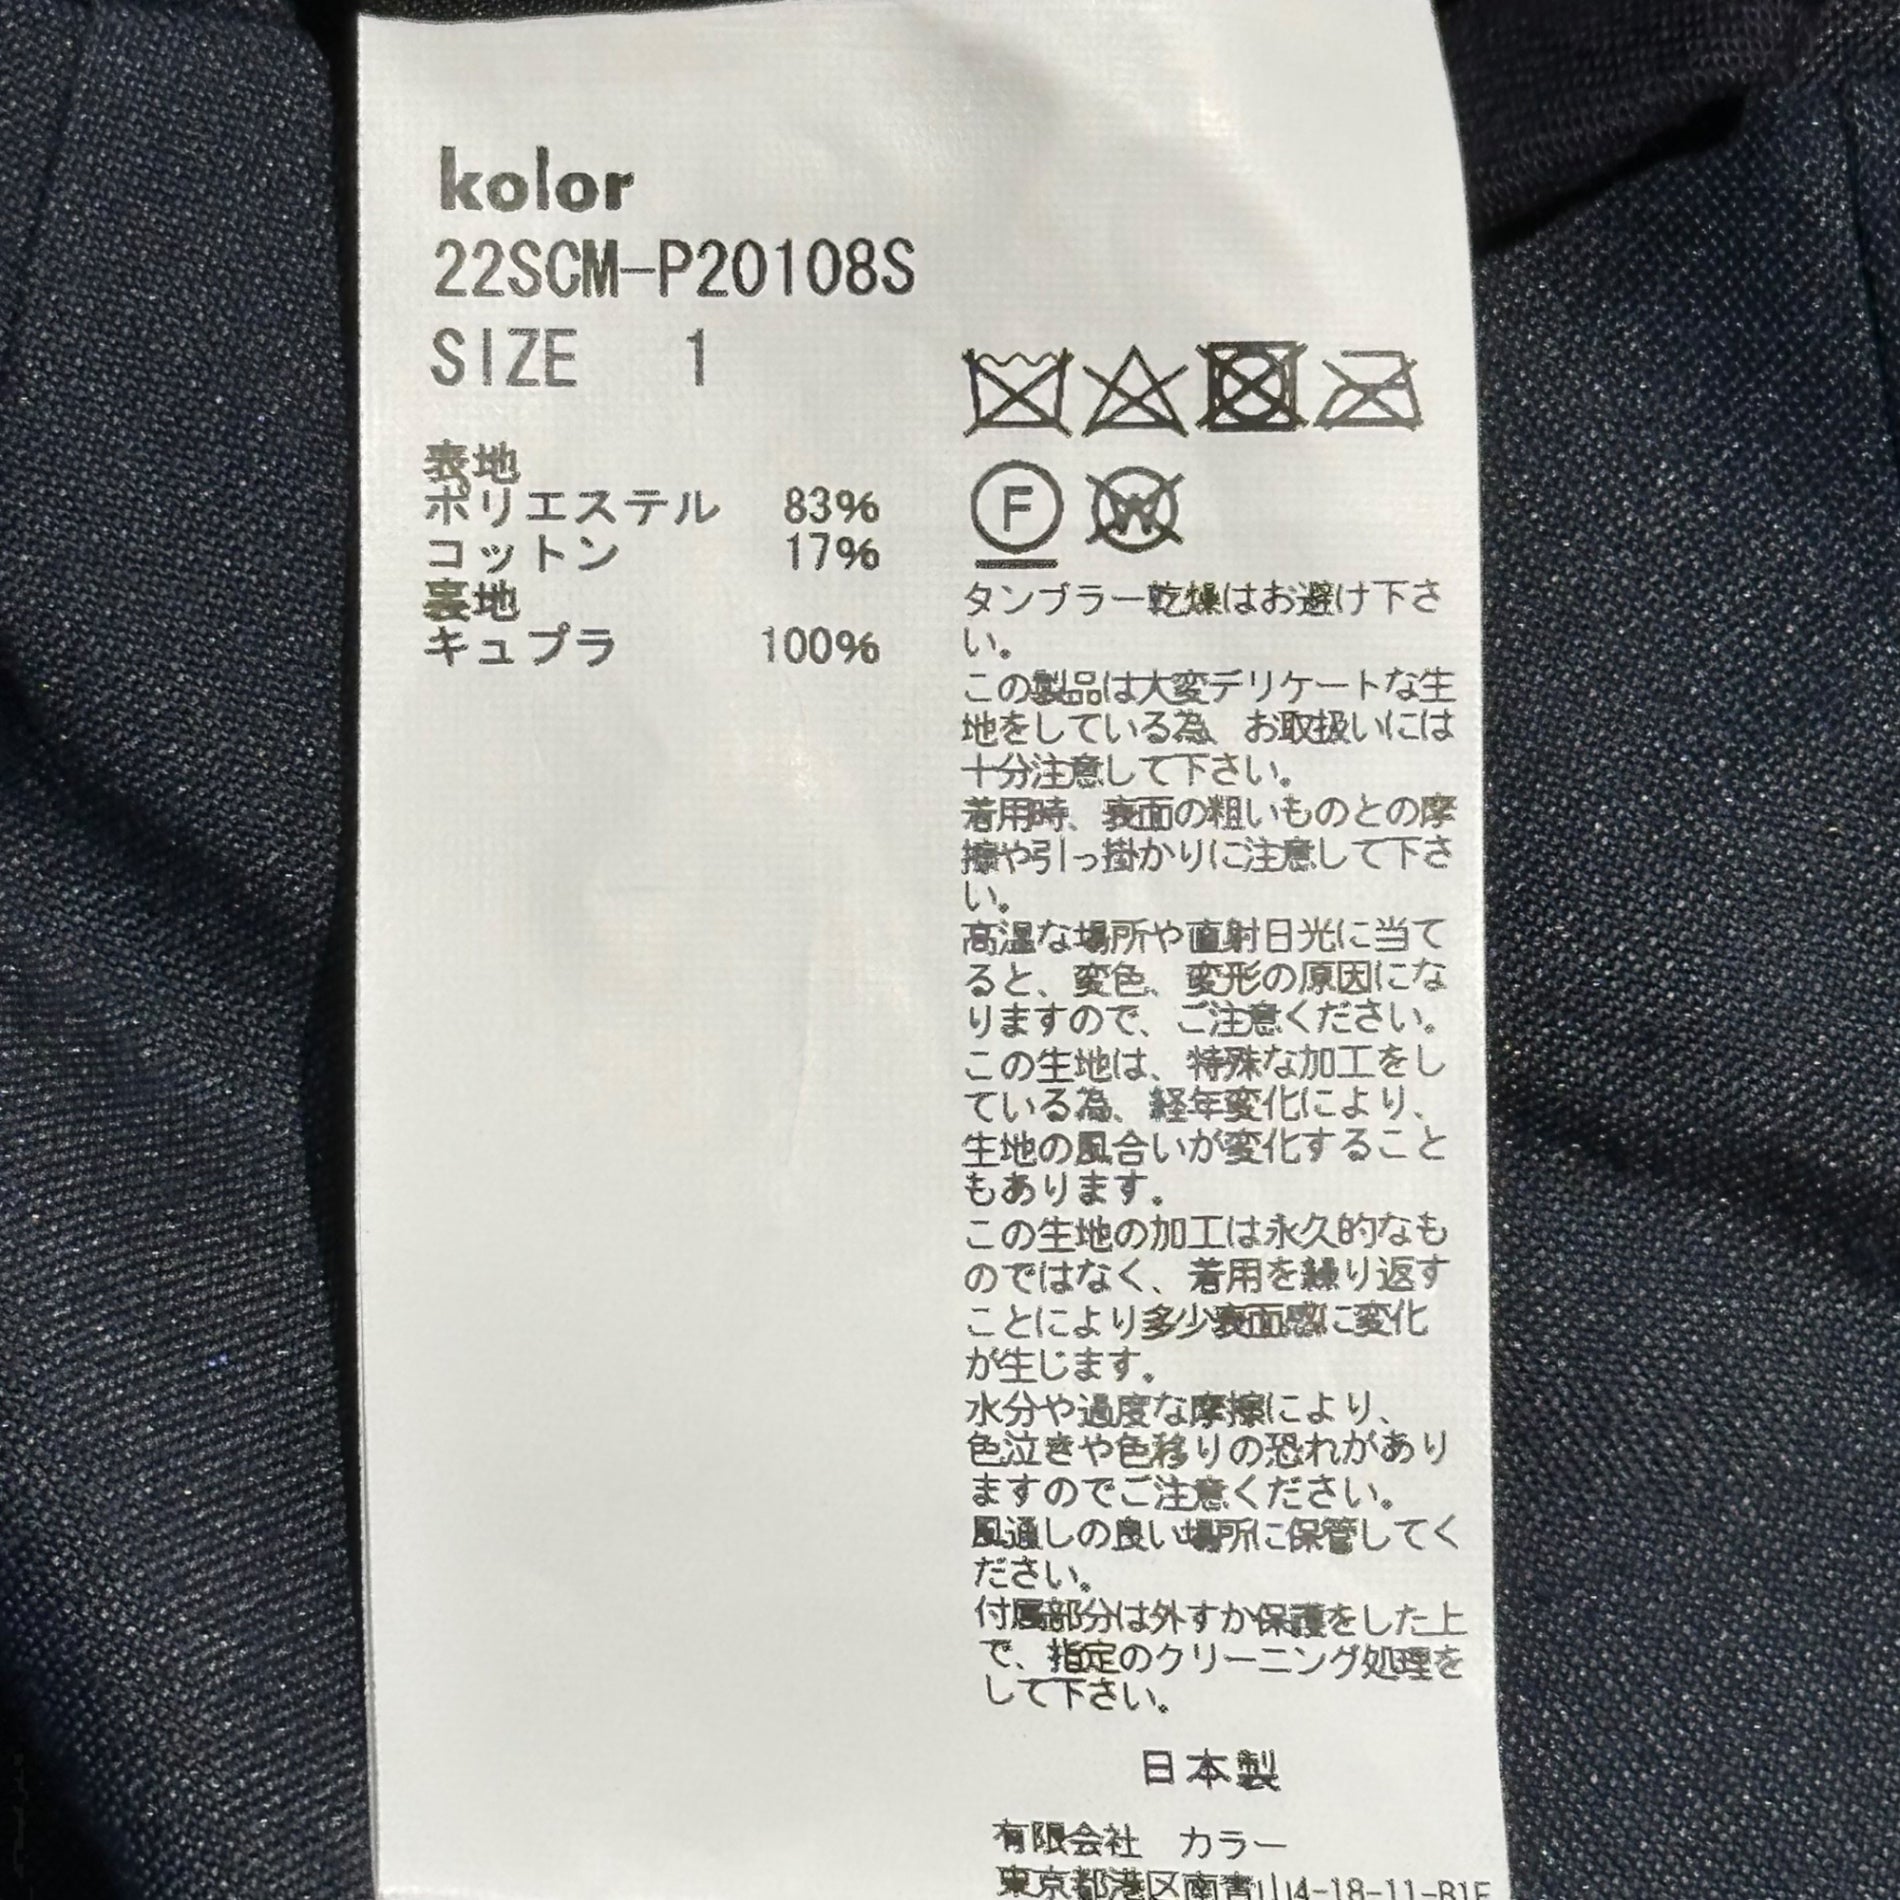 kolor
22SCM-P20108S
SIZE 1
表地
ポリエステル 83%
コットン 17%
裏地
キュプラ 100%
F W
タンブラー乾燥はお避け下さ
い。
この製品は大変デリケートな生
地をしている為、お取扱いには
十分注意して下さい。
着用時、表面の粗いものとの摩
擦や引っ掛かりに注意して下さ
い。
高温な場所や直射日光に当て
ると、変色、変形の原因にな
りますので、ご注意ください。
この生地は、特殊な加工をし
ている為、経年変化により、
生地の風合いが変化すること
もあります。
この生地の加工は永久的なも
のではなく、着用を繰り返す
ことにより多少表面感に変化
が生じます。
水分や過度な摩擦により、
色泣きや色移りの恐れがあり
ますのでご注意ください。
風通しの良い場所に保管してく
ださい。
付属部分は外すか保護をした上
で、指定のクリーニング処理を
して下さい。
日本製
有限会社 カラー
東京都港区南青山4-18-11-B1F